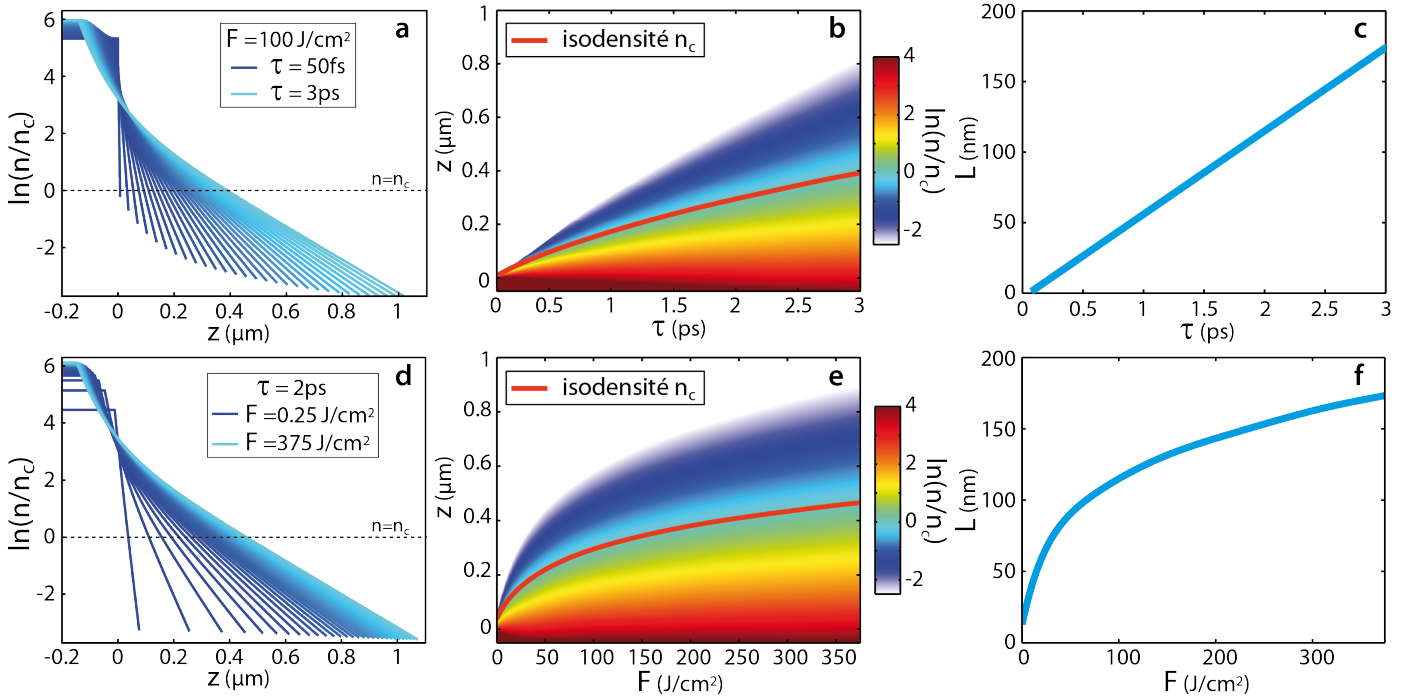 a
F =100 J/cm²
τ = 50fs
τ = 3ps
n=n_c
ln(n/n_c)
6
4
2
0
-2
-0.2 0 0.2 0.4 0.6 0.8 1
z (μm)
b
isodensité n_c
z (μm)
1
0.8
0.6
0.4
0.2
0
0 0.5 1 1.5 2 2.5 3
τ (ps)
4
2
0
-2
ln(n/n_c)
c
L (nm)
200
150
100
50
0
0 0.5 1 1.5 2 2.5 3
τ (ps)
d
τ = 2ps
F =0.25 J/cm²
F =375 J/cm²
n=n_c
ln(n/n_c)
6
4
2
0
-2
-0.2 0 0.2 0.4 0.6 0.8 1
z (μm)
e
isodensité n_c
z (μm)
1
0.8
0.6
0.4
0.2
0
0 50 100 150 200 250 300 350
F (J/cm²)
4
2
0
-2
ln(n/n_c)
f
L (nm)
200
150
100
50
0
0 100 200 300
F (J/cm²)